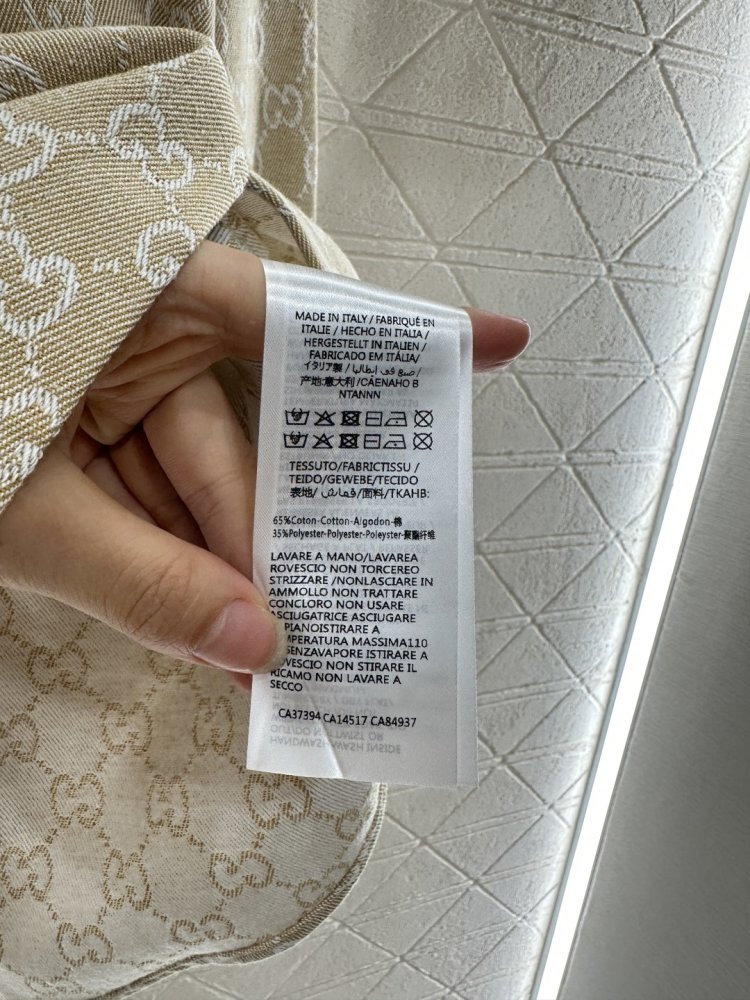 MADE IN ITALY / FABRIQUÉ EN
ITALIE / HECHO EN ITALIA /
HERGESTELLT IN ITALIEN /
FABRICADO EM ITÁLIA/
イタリア製 / صنع في إيطاليا /
产地:意大利 /CAENAHO B
NTANNN
TESSUTO/FABRICTISSU /
TEIDO/GEWEBE/TECIDO
表地/ قماش /面料/TKAHB:
65%Coton-Cotton-Algodon-棉
35%Polyester-Polyester-Poleyster-聚酯纤维
LAVARE A MANO/LAVAREA
ROVESCIO NON TORCEREO
STRIZZARE /NONLASCIARE IN
AMMOLLO NON TRATTARE
CONCLORO NON USARE
ASCIUGATRICE ASCIUGARE
PIANOISTIRARE A
MPERATURA MASSIMA110
SENZAVAPORE ISTIRARE A
OVESCIO NON STIRARE IL
RICAMO NON LAVARE A
SECCO
CA37394 CA14517 CA84937